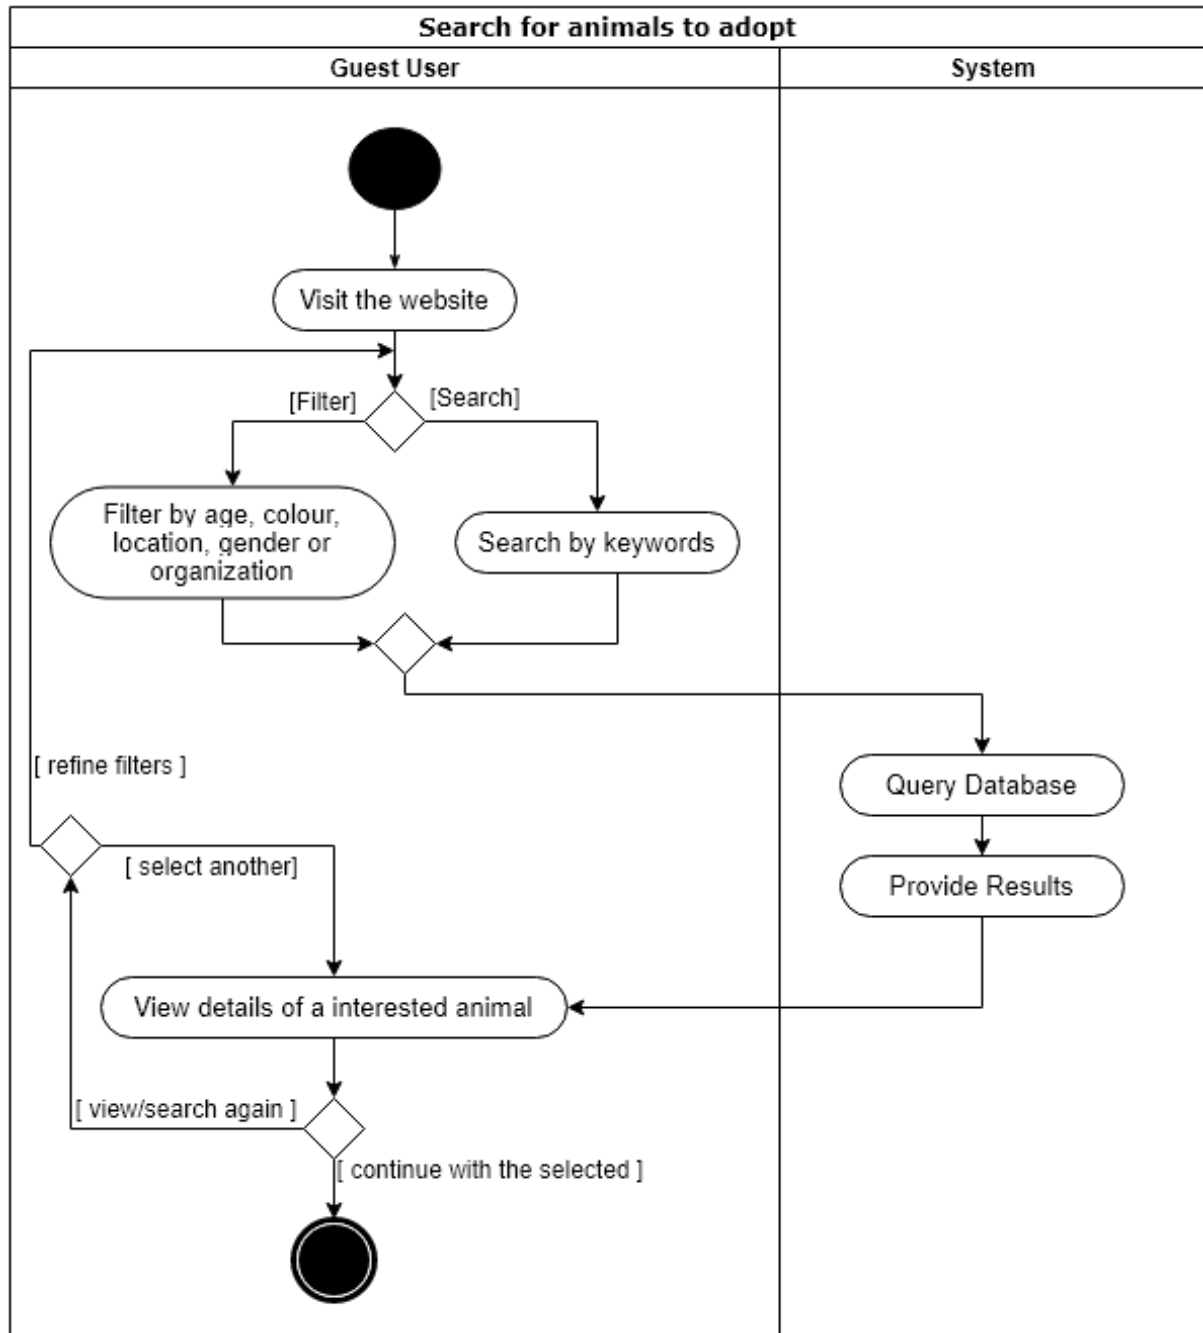 Search for animals to adopt
Guest User
System
Visit the website
[Filter]
[Search]
Filter by age, colour,
location, gender or
organization
Search by keywords
[ refine filters ]
Query Database
[ select another]
Provide Results
View details of a interested animal
[ view/search again ]
[ continue with the selected ]